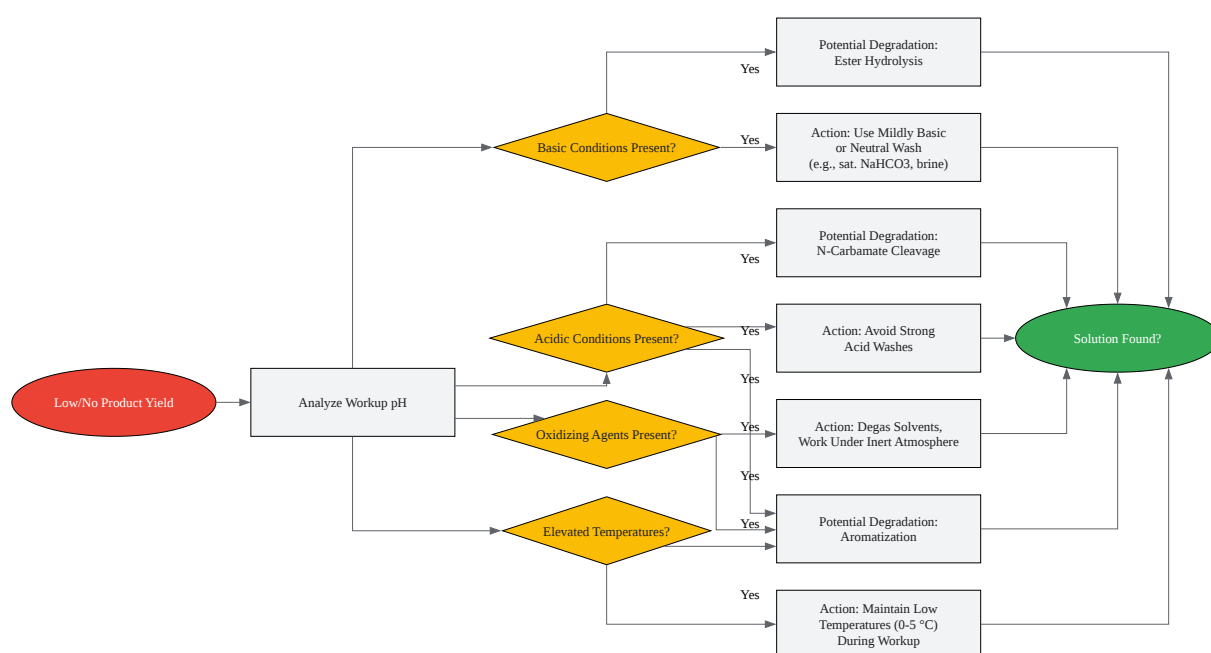 Potential Degradation:
Ester Hydrolysis
Yes
Basic Conditions Present?
Yes
Action: Use Mildly Basic
or Neutral Wash
(e.g., sat. NaHCO3, brine)
Potential Degradation:
N-Carbamate Cleavage
Yes
Acidic Conditions Present?
Yes
Action: Avoid Strong
Acid Washes
Solution Found?
Yes
Low/No Product Yield
Analyze Workup pH
Oxidizing Agents Present?
Yes
Action: Degas Solvents,
Work Under Inert Atmosphere
Yes
Elevated Temperatures?
Yes
Potential Degradation:
Aromatization
Yes
Action: Maintain Low
Temperatures (0-5 °C)
During Workup